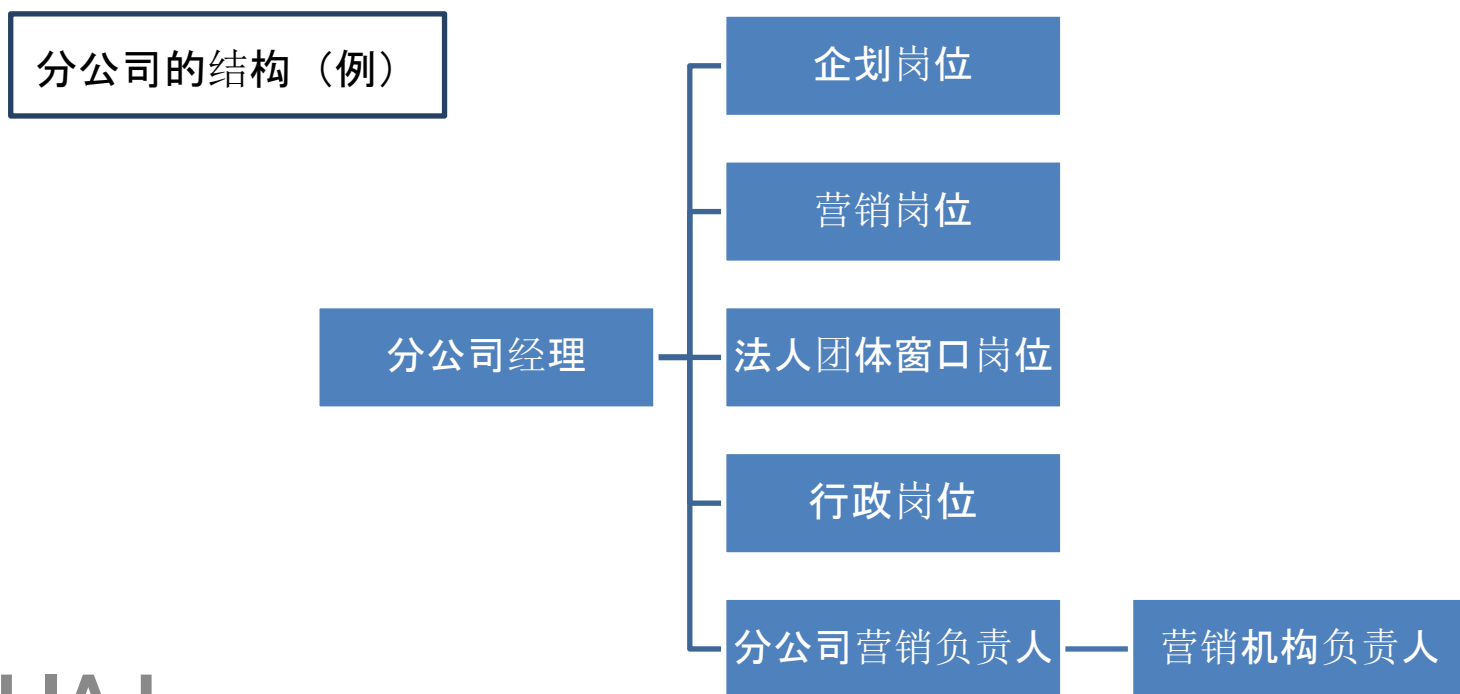 分公司的结构（例）
企划岗位
营销岗位
分公司经理
法人团体窗口岗位
行政岗位
分公司营销负责人
营销机构负责人